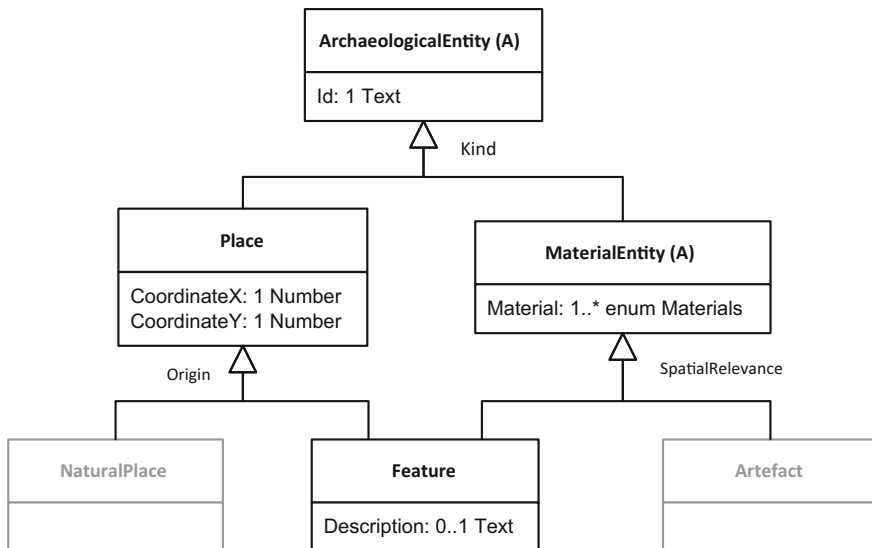 ArchaeologicalEntity (A)
Id: 1 Text
Kind
Place
CoordinateX: 1 Number
CoordinateY: 1 Number
MaterialEntity (A)
Material: 1..* enum Materials
Origin
SpatialRelevance
NaturalPlace
Feature
Description: 0..1 Text
Artefact